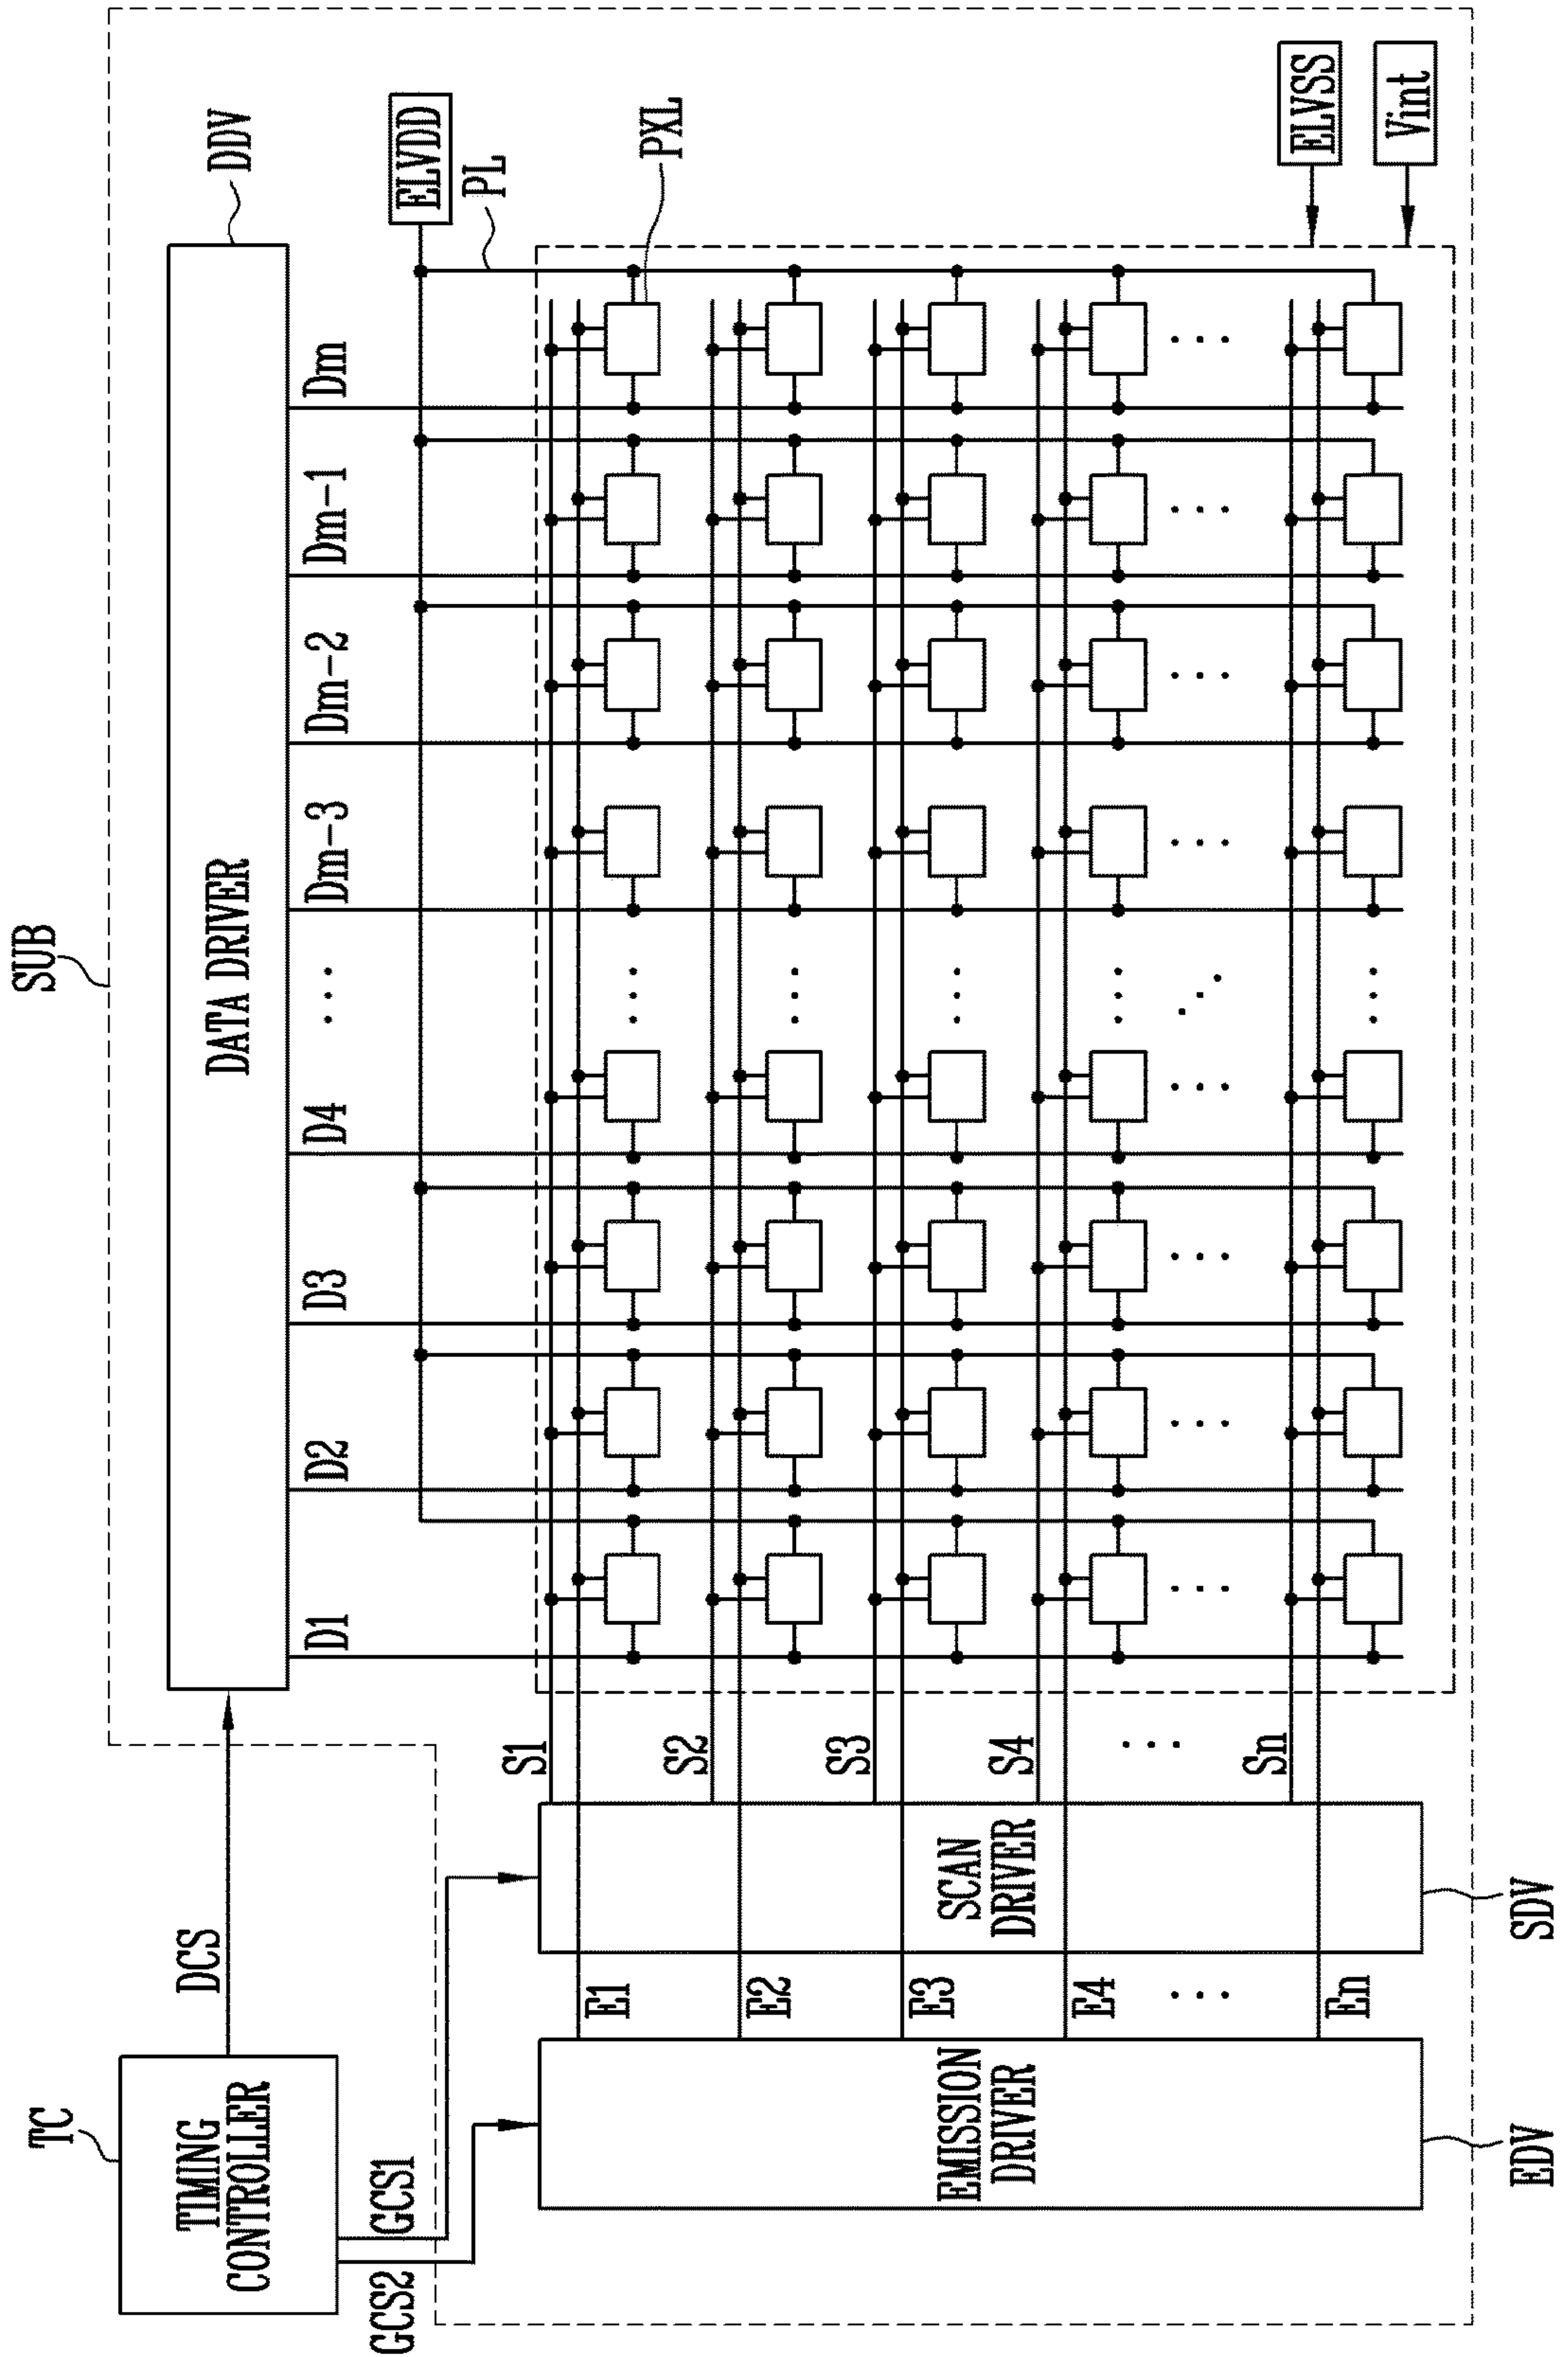 SUB
DDV
DATA DRIVER
TC
TIMING
CONTROLLER
DCS
D1
D2
D3
D4
...
Dm-3
Dm-2
Dm-1
Dm
ELVDD
PL
PXL
GCS1
GCS2
S1
S2
S3
S4
...
Sn
SCAN
DRIVER
SDV
E1
E2
E3
E4
...
En
EMISSION
DRIVER
EDV
ELVSS
Vint